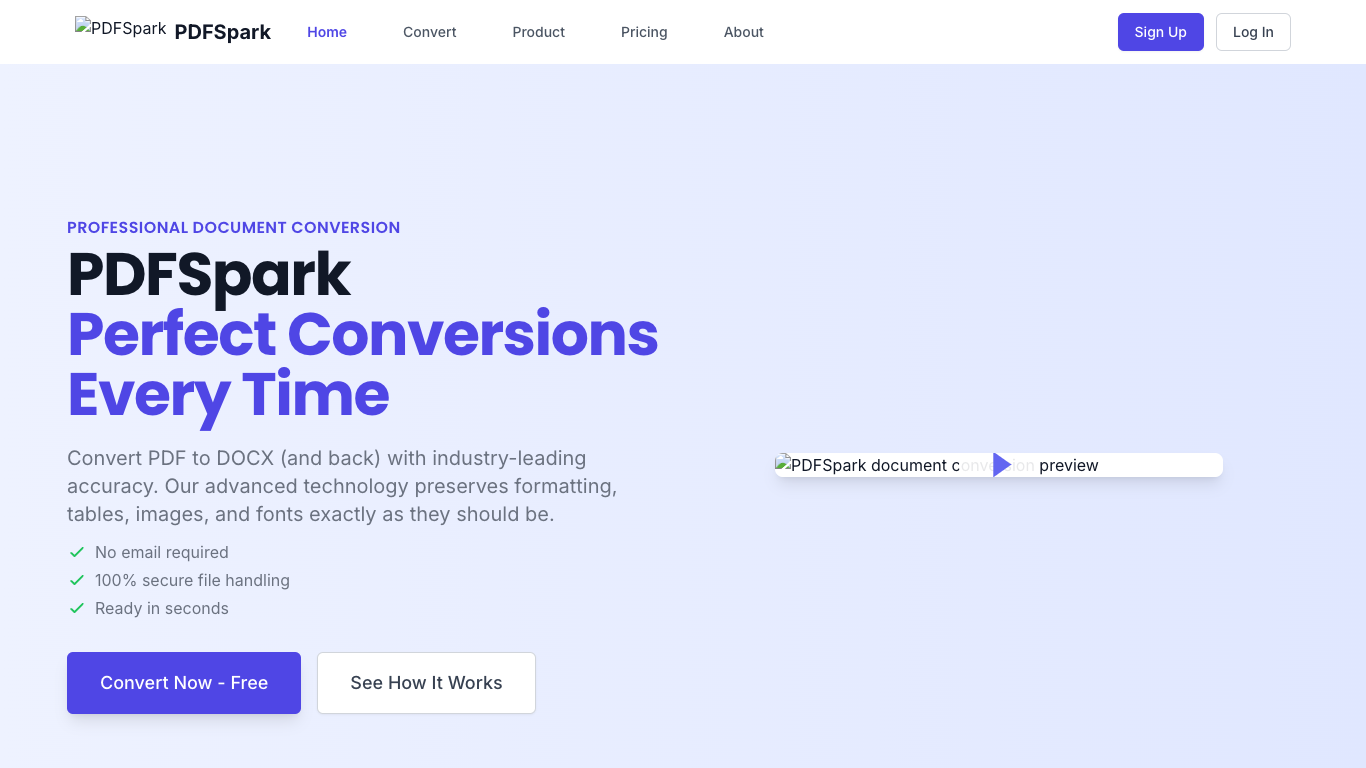 PDFSpark PDFSpark Home Convert Product Pricing About Sign Up Log In
PROFESSIONAL DOCUMENT CONVERSION
PDFSpark
Perfect Conversions
Every Time
Convert PDF to DOCX (and back) with industry-leading
accuracy. Our advanced technology preserves formatting,
tables, images, and fonts exactly as they should be.
No email required
100% secure file handling
Ready in seconds
Convert Now - Free
See How It Works
PDFSpark document conversion preview